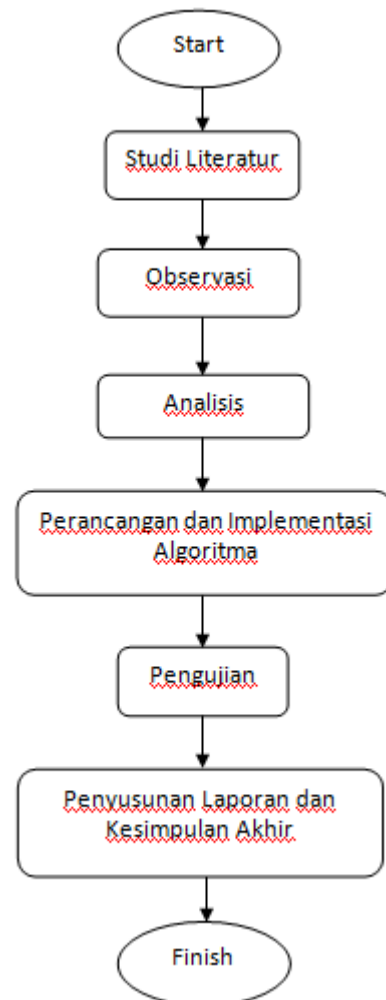 Start
Studi Literatur
Observasi
Analisis
Perancangan dan Implementasi
Algoritma
Pengujian
Penyusunan Laporan dan
Kesimpulan Akhir
Finish